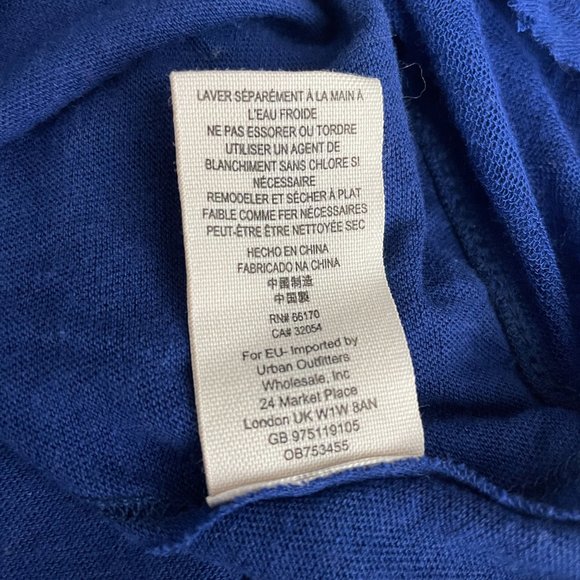 LAVER SÉPARÉMENT À LA MAIN À
L'EAU FROIDE
NE PAS ESSORER OU TORDRE
UTILISER UN AGENT DE
BLANCHIMENT SANS CHLORE SI
NÉCESSAIRE
REMODELER ET SÉCHER À PLAT
FAIBLE COMME FER NÉCESSAIRES
PEUT-ÊTRE ÊTRE NETTOYÉE SEC
HECHO EN CHINA
FABRICADO NA CHINA
中國製造
中国製
RN# 66170
CA# 32054
For EU- Imported by
Urban Outfitters
Wholesale, Inc
24 Market Place
London UK W1W 8AN
GB 975119105
OB753455